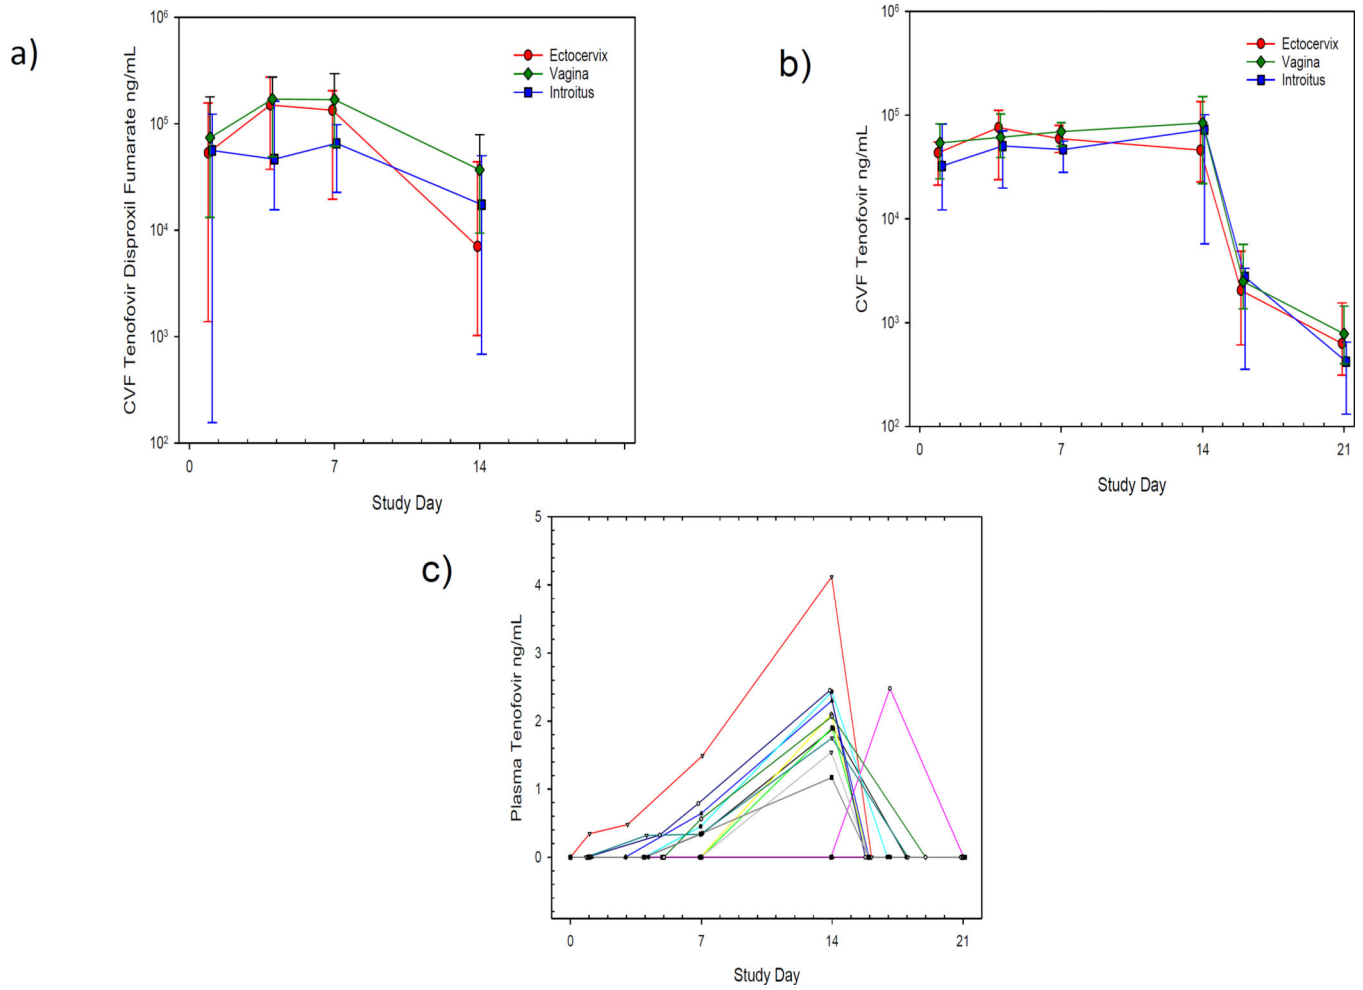 a)
10⁶
10⁵
10⁴
10³
10²
CVF Tenofovir Disproxil Fumarate ng/mL
Ectocervix
Vagina
Introitus
0
7
14
Study Day
b)
10⁶
10⁵
10⁴
10³
10²
CVF Tenofovir ng/mL
Ectocervix
Vagina
Introitus
0
7
14
21
Study Day
c)
5
4
3
2
1
0
Plasma Tenofovir ng/mL
0
7
14
21
Study Day